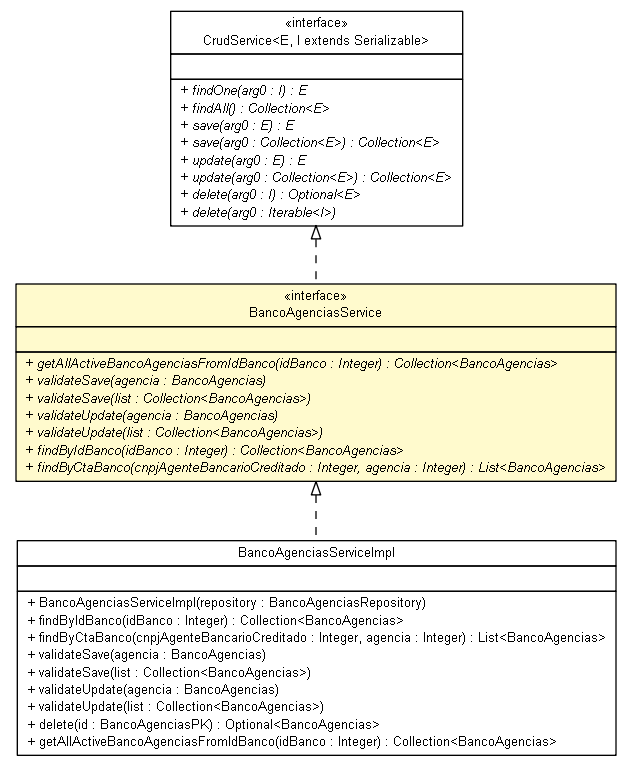 «interface»
CrudService<E, I extends Serializable>
+ findOne(arg0 : I) : E
+ findAll() : Collection<E>
+ save(arg0 : E) : E
+ save(arg0 : Collection<E>) : Collection<E>
+ update(arg0 : E) : E
+ update(arg0 : Collection<E>) : Collection<E>
+ delete(arg0 : I) : Optional<E>
+ delete(arg0 : Iterable<I>)
«interface»
BancoAgenciasService
+ getAllActiveBancoAgenciasFromIdBanco(idBanco : Integer) : Collection<BancoAgencias>
+ validateSave(agencia : BancoAgencias)
+ validateSave(list : Collection<BancoAgencias>)
+ validateUpdate(agencia : BancoAgencias)
+ validateUpdate(list : Collection<BancoAgencias>)
+ findByIdBanco(idBanco : Integer) : Collection<BancoAgencias>
+ findByCtaBanco(cnpjAgenteBancarioCreditado : Integer, agencia : Integer) : List<BancoAgencias>
BancoAgenciasServiceImpl
+ BancoAgenciasServiceImpl(repository : BancoAgenciasRepository)
+ findByIdBanco(idBanco : Integer) : Collection<BancoAgencias>
+ findByCtaBanco(cnpjAgenteBancarioCreditado : Integer, agencia : Integer) : List<BancoAgencias>
+ validateSave(agencia : BancoAgencias)
+ validateSave(list : Collection<BancoAgencias>)
+ validateUpdate(agencia : BancoAgencias)
+ validateUpdate(list : Collection<BancoAgencias>)
+ delete(id : BancoAgenciasPK) : Optional<BancoAgencias>
+ getAllActiveBancoAgenciasFromIdBanco(idBanco : Integer) : Collection<BancoAgencias>